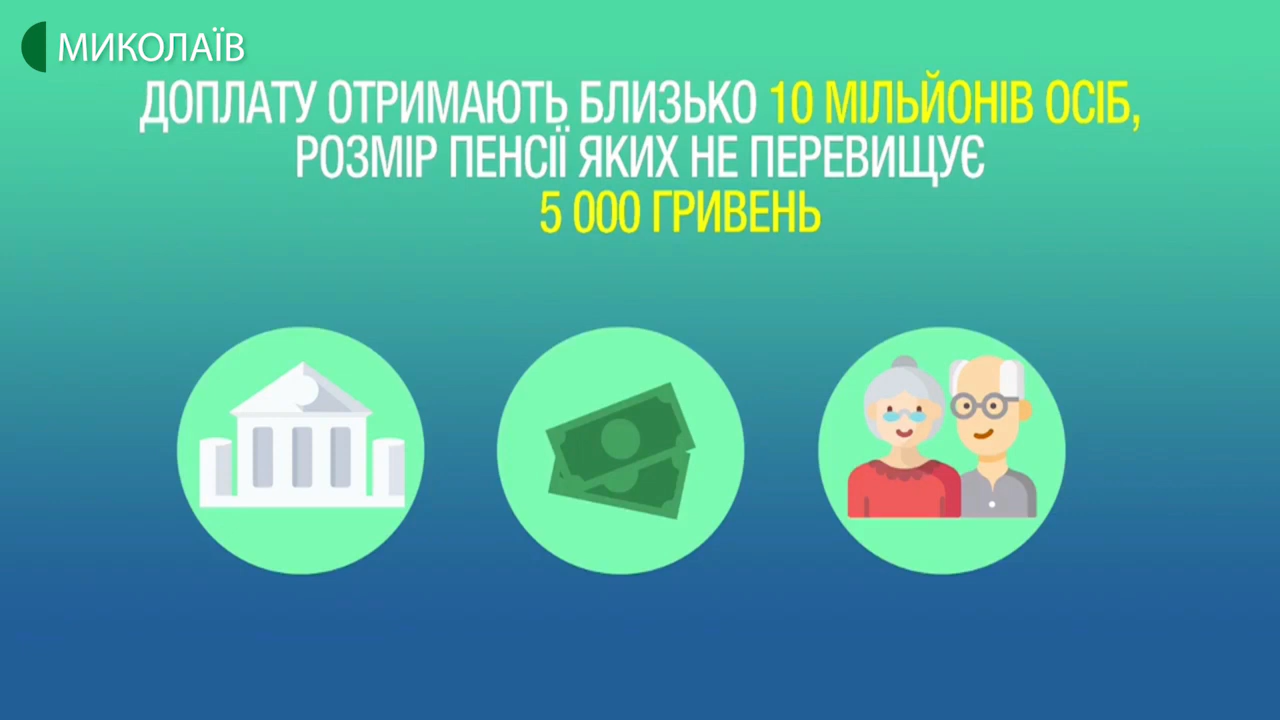 МИКОЛАЇВ
ДОПЛАТУ ОТРИМАЮТЬ БЛИЗЬКО 10 МІЛЬЙОНІВ ОСІБ,
РОЗМІР ПЕНСІЇ ЯКИХ НЕ ПЕРЕВИЩУЄ
5 000 ГРИВЕНЬ